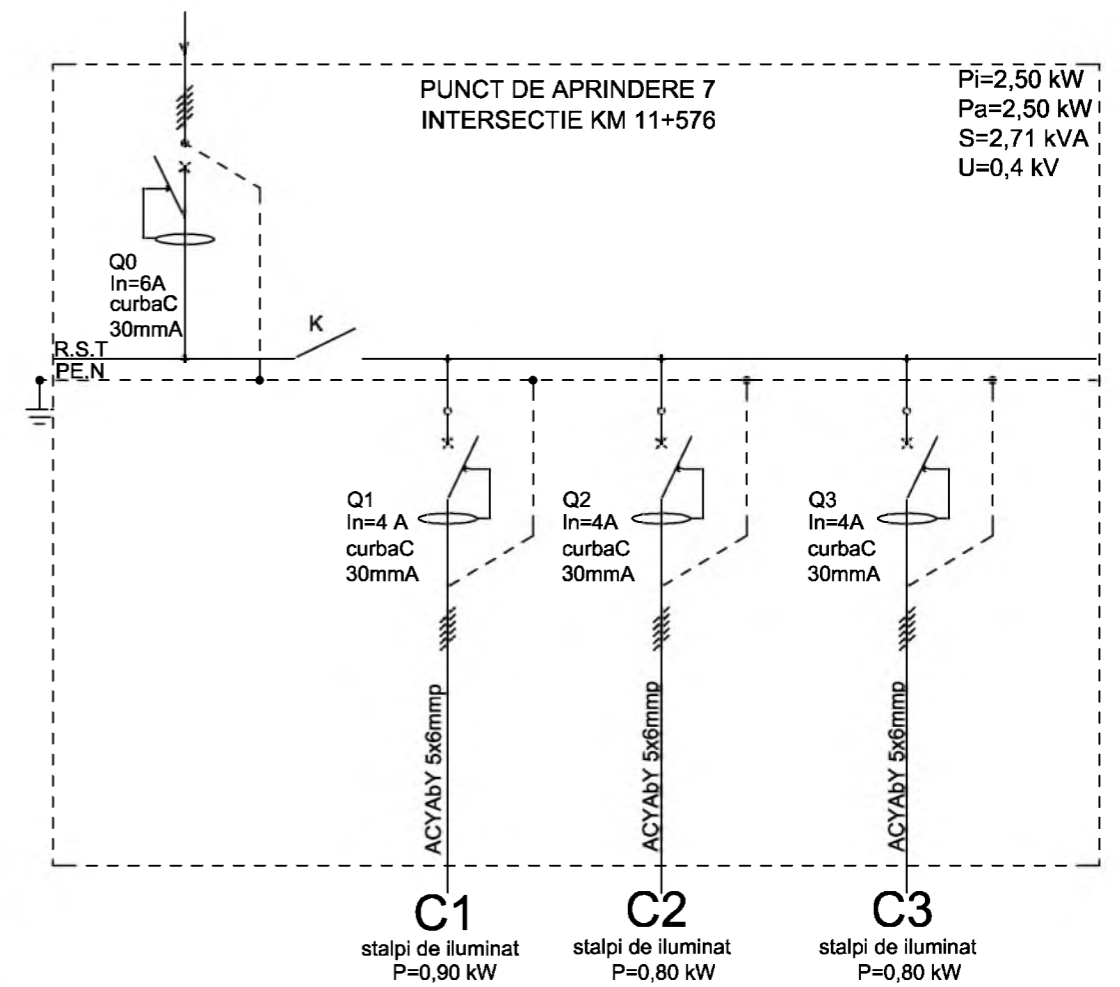 PUNCT DE APRINDERE 7
INTERSECTIE KM 11+576
Pi=2,50 kW
Pa=2,50 kW
S=2,71 kVA
U=0,4 kV
Q0
In=6A
curbaC
30mmA
K
R.S.T
PE.N
Q1
In=4 A
curbaC
30mmA
Q2
In=4A
curbaC
30mmA
Q3
In=4A
curbaC
30mmA
ACYAbY 5x6mmp
ACYAbY 5x6mmp
ACYAbY 5x6mmp
C1
stalpi de iluminat
P=0,90 kW
C2
stalpi de iluminat
P=0,80 kW
C3
stalpi de iluminat
P=0,80 kW